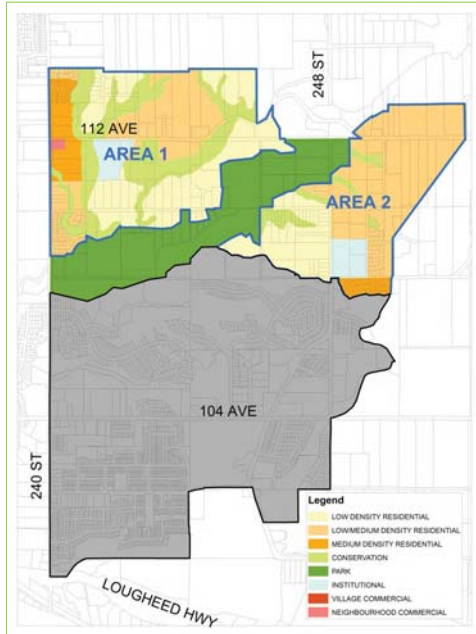 248 ST
112 AVE
AREA 1
AREA 2
104 AVE
240 ST
LOUGHEED HWY
Legend
LOW DENSITY RESIDENTIAL
LOW/MEDIUM DENSITY RESIDENTIAL
MEDIUM DENSITY RESIDENTIAL
CONSERVATION
PARK
INSTITUTIONAL
VILLAGE COMMERCIAL
NEIGHBOURHOOD COMMERCIAL